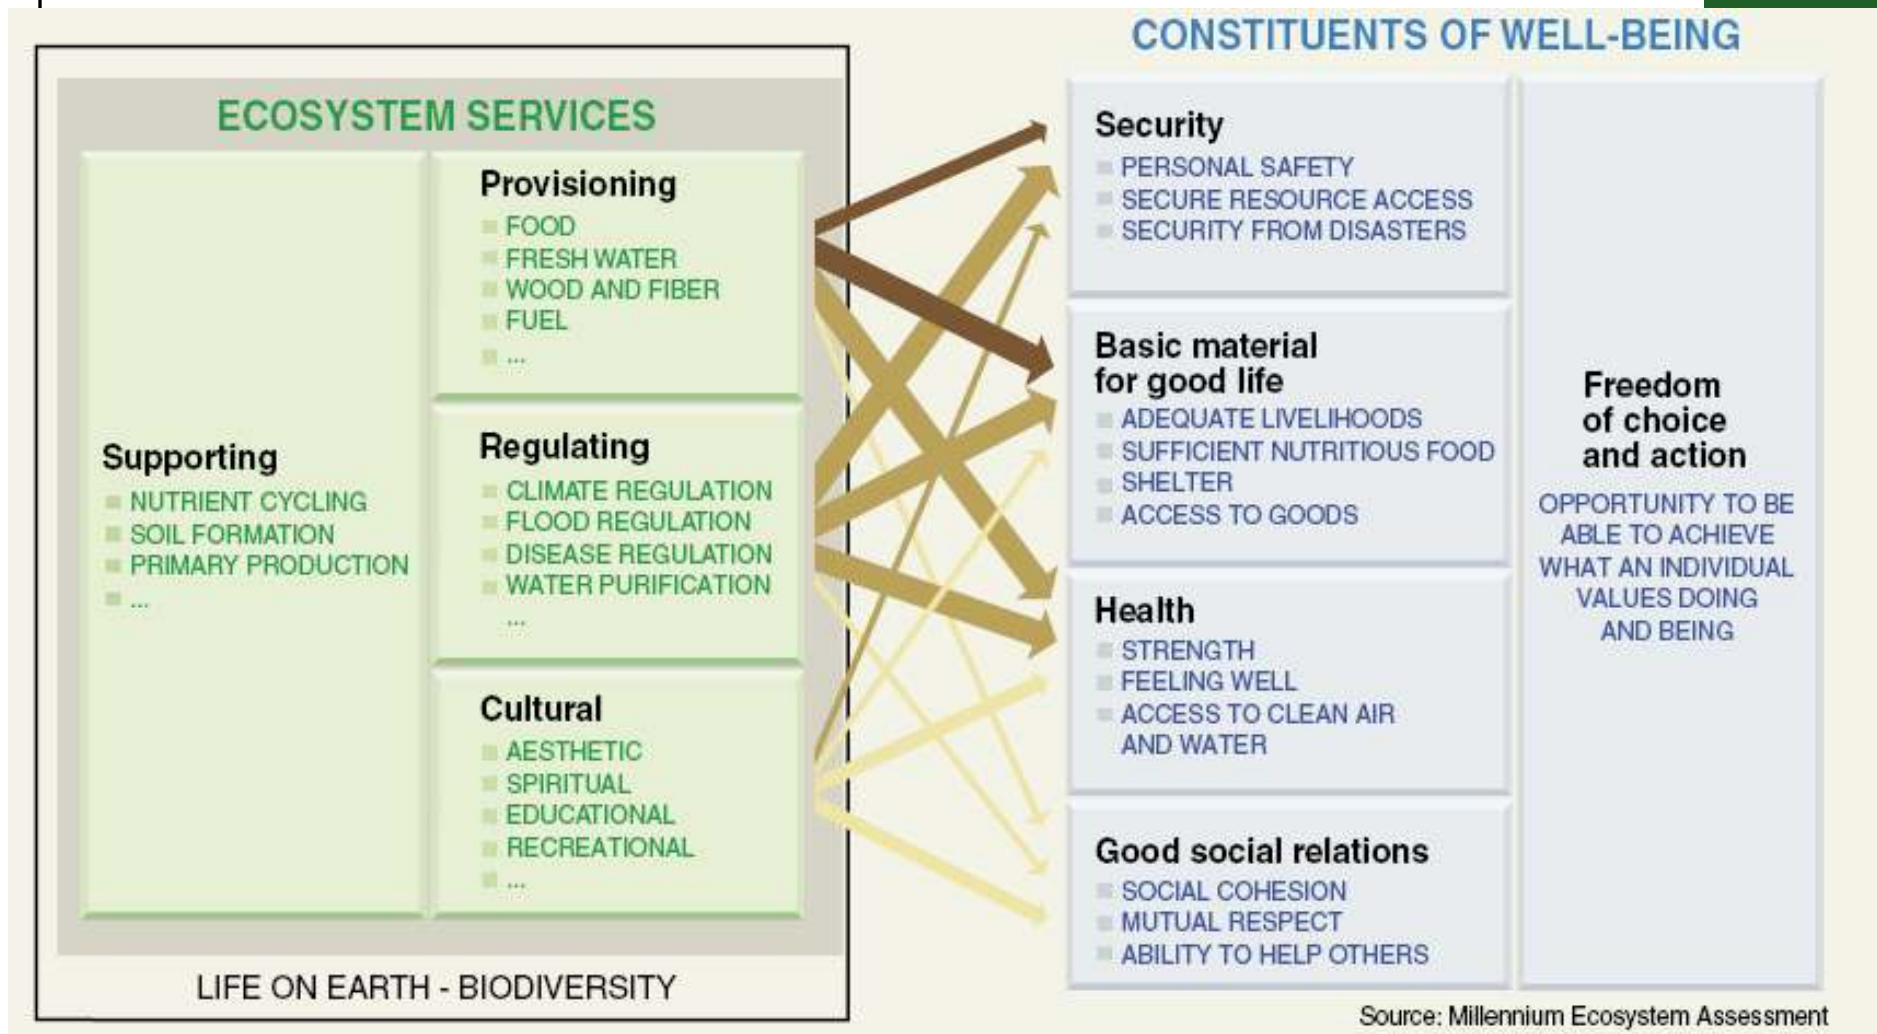 CONSTITUENTS OF WELL-BEING
ECOSYSTEM SERVICES
Supporting
NUTRIENT CYCLING
SOIL FORMATION
PRIMARY PRODUCTION
...
Provisioning
FOOD
FRESH WATER
WOOD AND FIBER
FUEL
...
Regulating
CLIMATE REGULATION
FLOOD REGULATION
DISEASE REGULATION
WATER PURIFICATION
...
Cultural
AESTHETIC
SPIRITUAL
EDUCATIONAL
RECREATIONAL
...
LIFE ON EARTH - BIODIVERSITY
Security
PERSONAL SAFETY
SECURE RESOURCE ACCESS
SECURITY FROM DISASTERS
Basic material
for good life
ADEQUATE LIVELIHOODS
SUFFICIENT NUTRITIOUS FOOD
SHELTER
ACCESS TO GOODS
Health
STRENGTH
FEELING WELL
ACCESS TO CLEAN AIR
AND WATER
Good social relations
SOCIAL COHESION
MUTUAL RESPECT
ABILITY TO HELP OTHERS
Freedom
of choice
and action
OPPORTUNITY TO BE
ABLE TO ACHIEVE
WHAT AN INDIVIDUAL
VALUES DOING
AND BEING
Source: Millennium Ecosystem Assessment